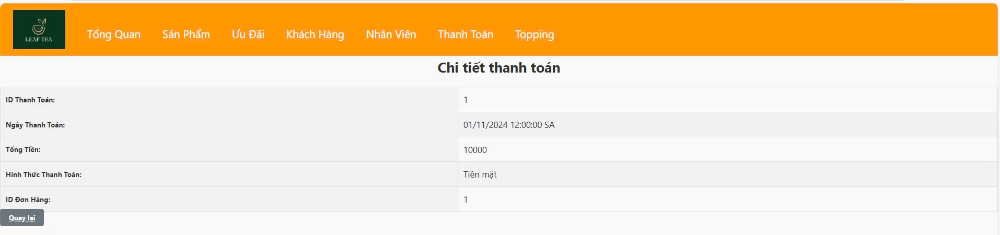 LEAF TEA
Tổng Quan Sản Phẩm Ưu Đãi Khách Hàng Nhân Viên Thanh Toán Topping
Chi tiết thanh toán
ID Thanh Toán: 1
Ngày Thanh Toán: 01/11/2024 12:00:00 SA
Tổng Tiền: 10000
Hình Thức Thanh Toán: Tiền mặt
ID Đơn Hàng: 1
Quay lại